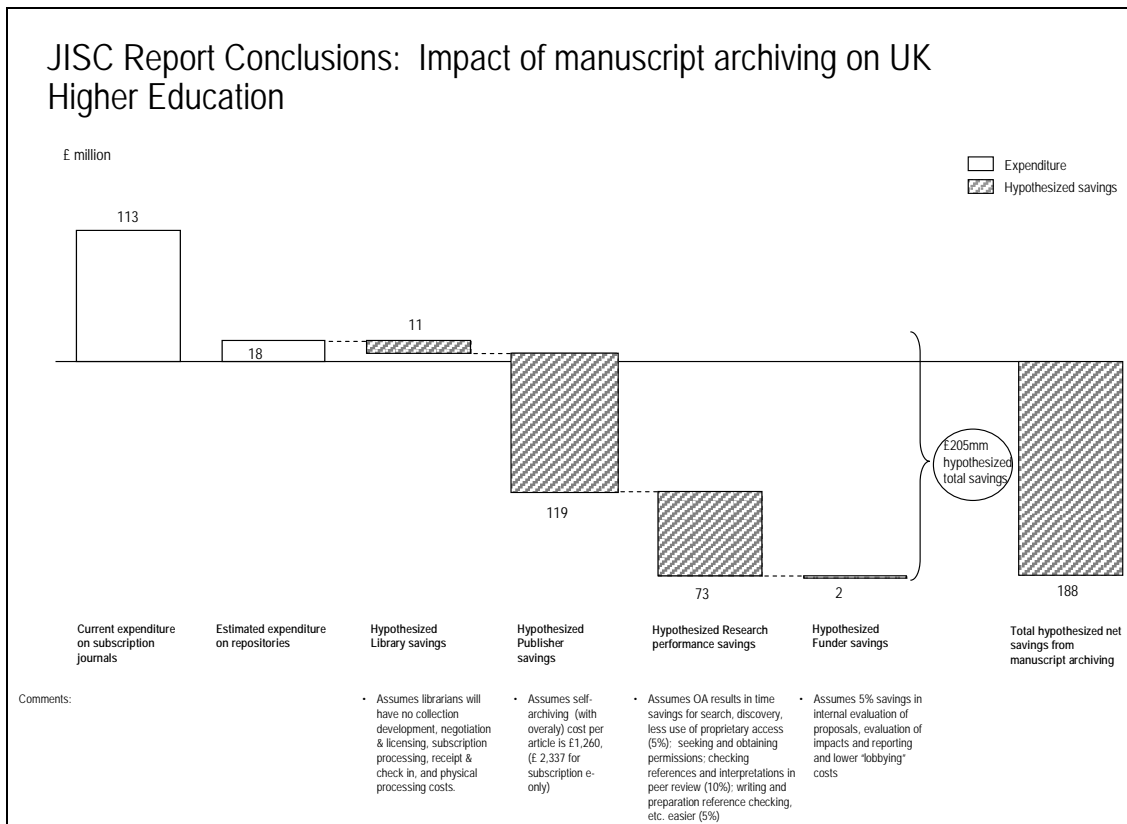 JISC Report Conclusions: Impact of manuscript archiving on UK
Higher Education
£ million
Expenditure
Hypothesized savings
113
18
11
119
73
2
£205mm
hypothesized
total savings
188
Current expenditure
on subscription
journals
Estimated expenditure
on repositories
Hypothesized
Library savings
Hypothesized
Publisher
savings
Hypothesized Research
performance savings
Hypothesized
Funder savings
Total hypothesized net
savings from
manuscript archiving
Comments:
• Assumes librarians will
have no collection
development, negotiation
& licensing, subscription
processing, receipt &
check in, and physical
processing costs.
• Assumes self-
archiving (with
overaly) cost per
article is £1,260,
(£ 2,337 for
subscription e-
only)
• Assumes OA results in time
savings for search, discovery,
less use of proprietary access
(5%); seeking and obtaining
permissions; checking
references and interpretations in
peer review (10%); writing and
preparation reference checking,
etc. easier (5%)
• Assumes 5% savings in
internal evaluation of
proposals, evaluation of
impacts and reporting
and lower "lobbying"
costs